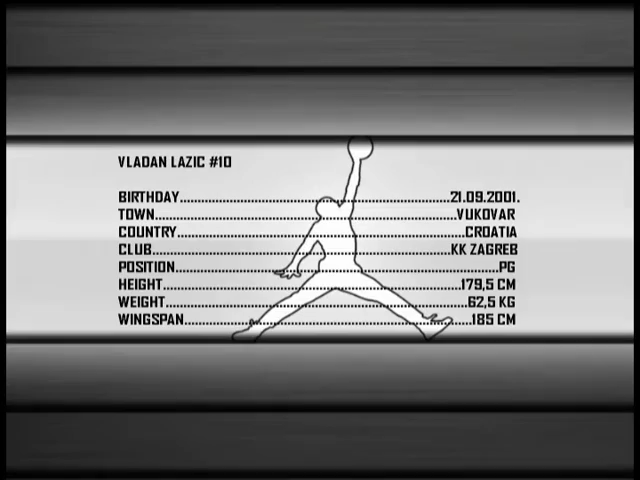 VLADAN LAZIC #10
BIRTHDAY..................................................21.09.2001.
TOWN..................................................VUKOVAR
COUNTRY..................................................CROATIA
CLUB..................................................KK ZAGREB
POSITION..................................................PG
HEIGHT..................................................179,5 CM
WEIGHT..................................................62,5 KG
WINGSPAN..................................................185 CM